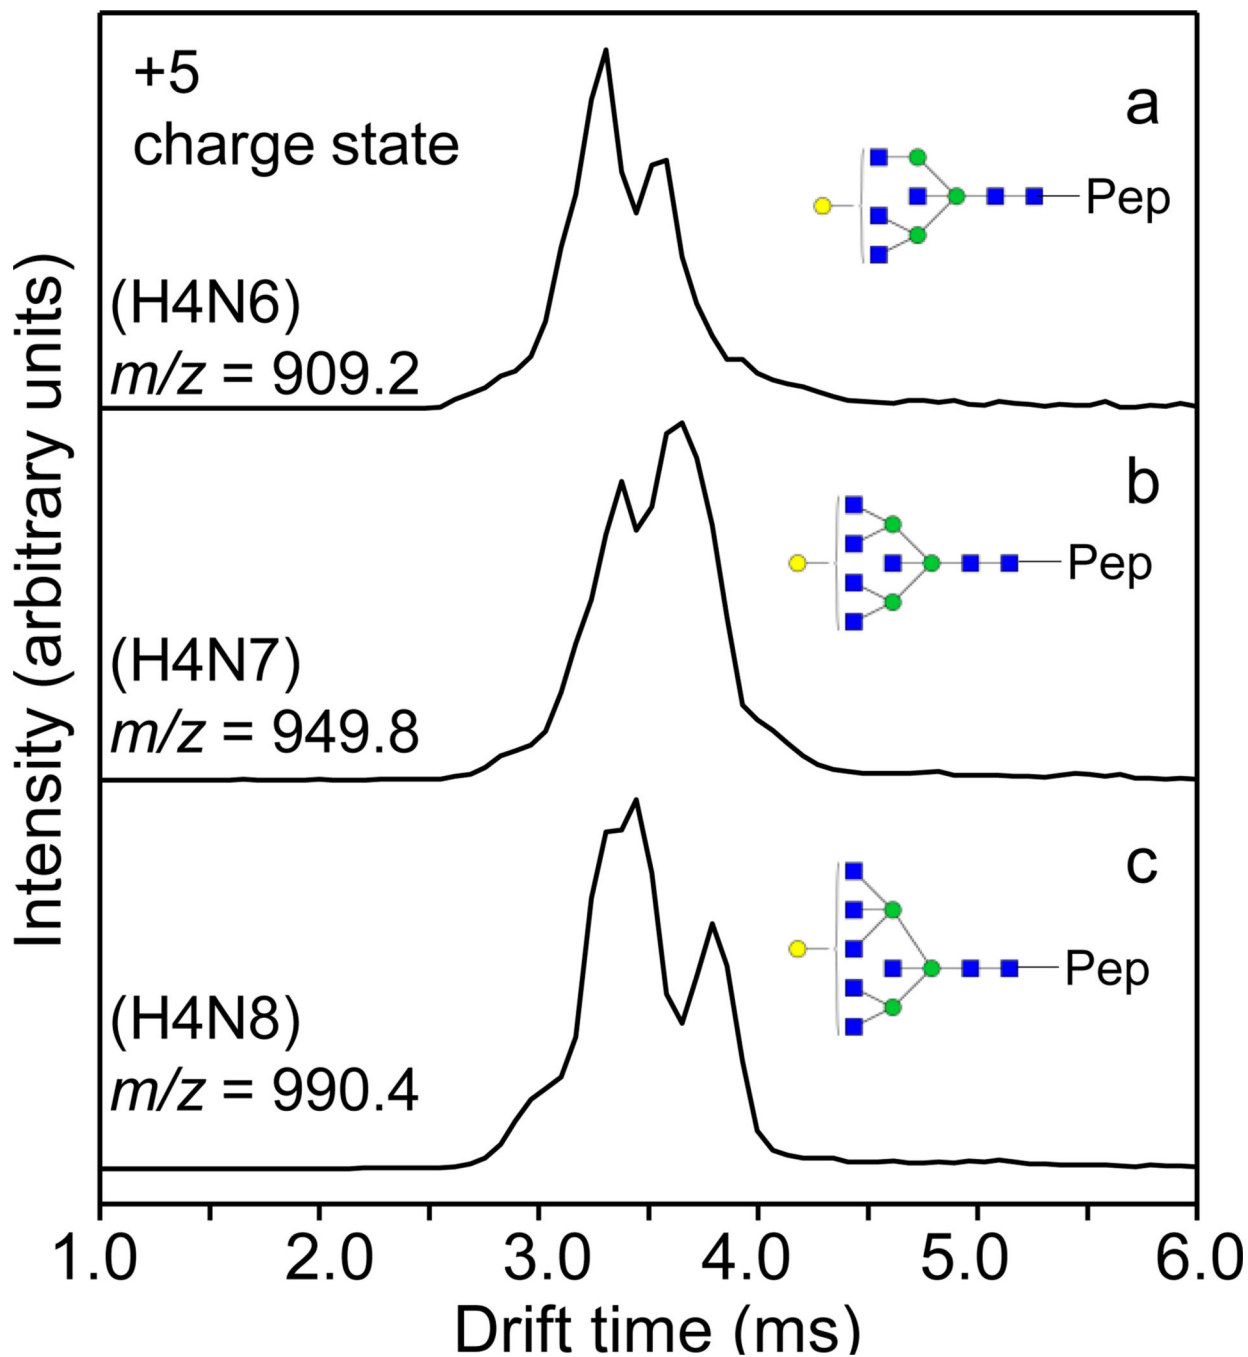 +5
charge state
a
Pep
(H4N6)
m/z = 909.2
b
Pep
(H4N7)
m/z = 949.8
c
Pep
(H4N8)
m/z = 990.4
Intensity (arbitrary units)
1.0 2.0 3.0 4.0 5.0 6.0
Drift time (ms)